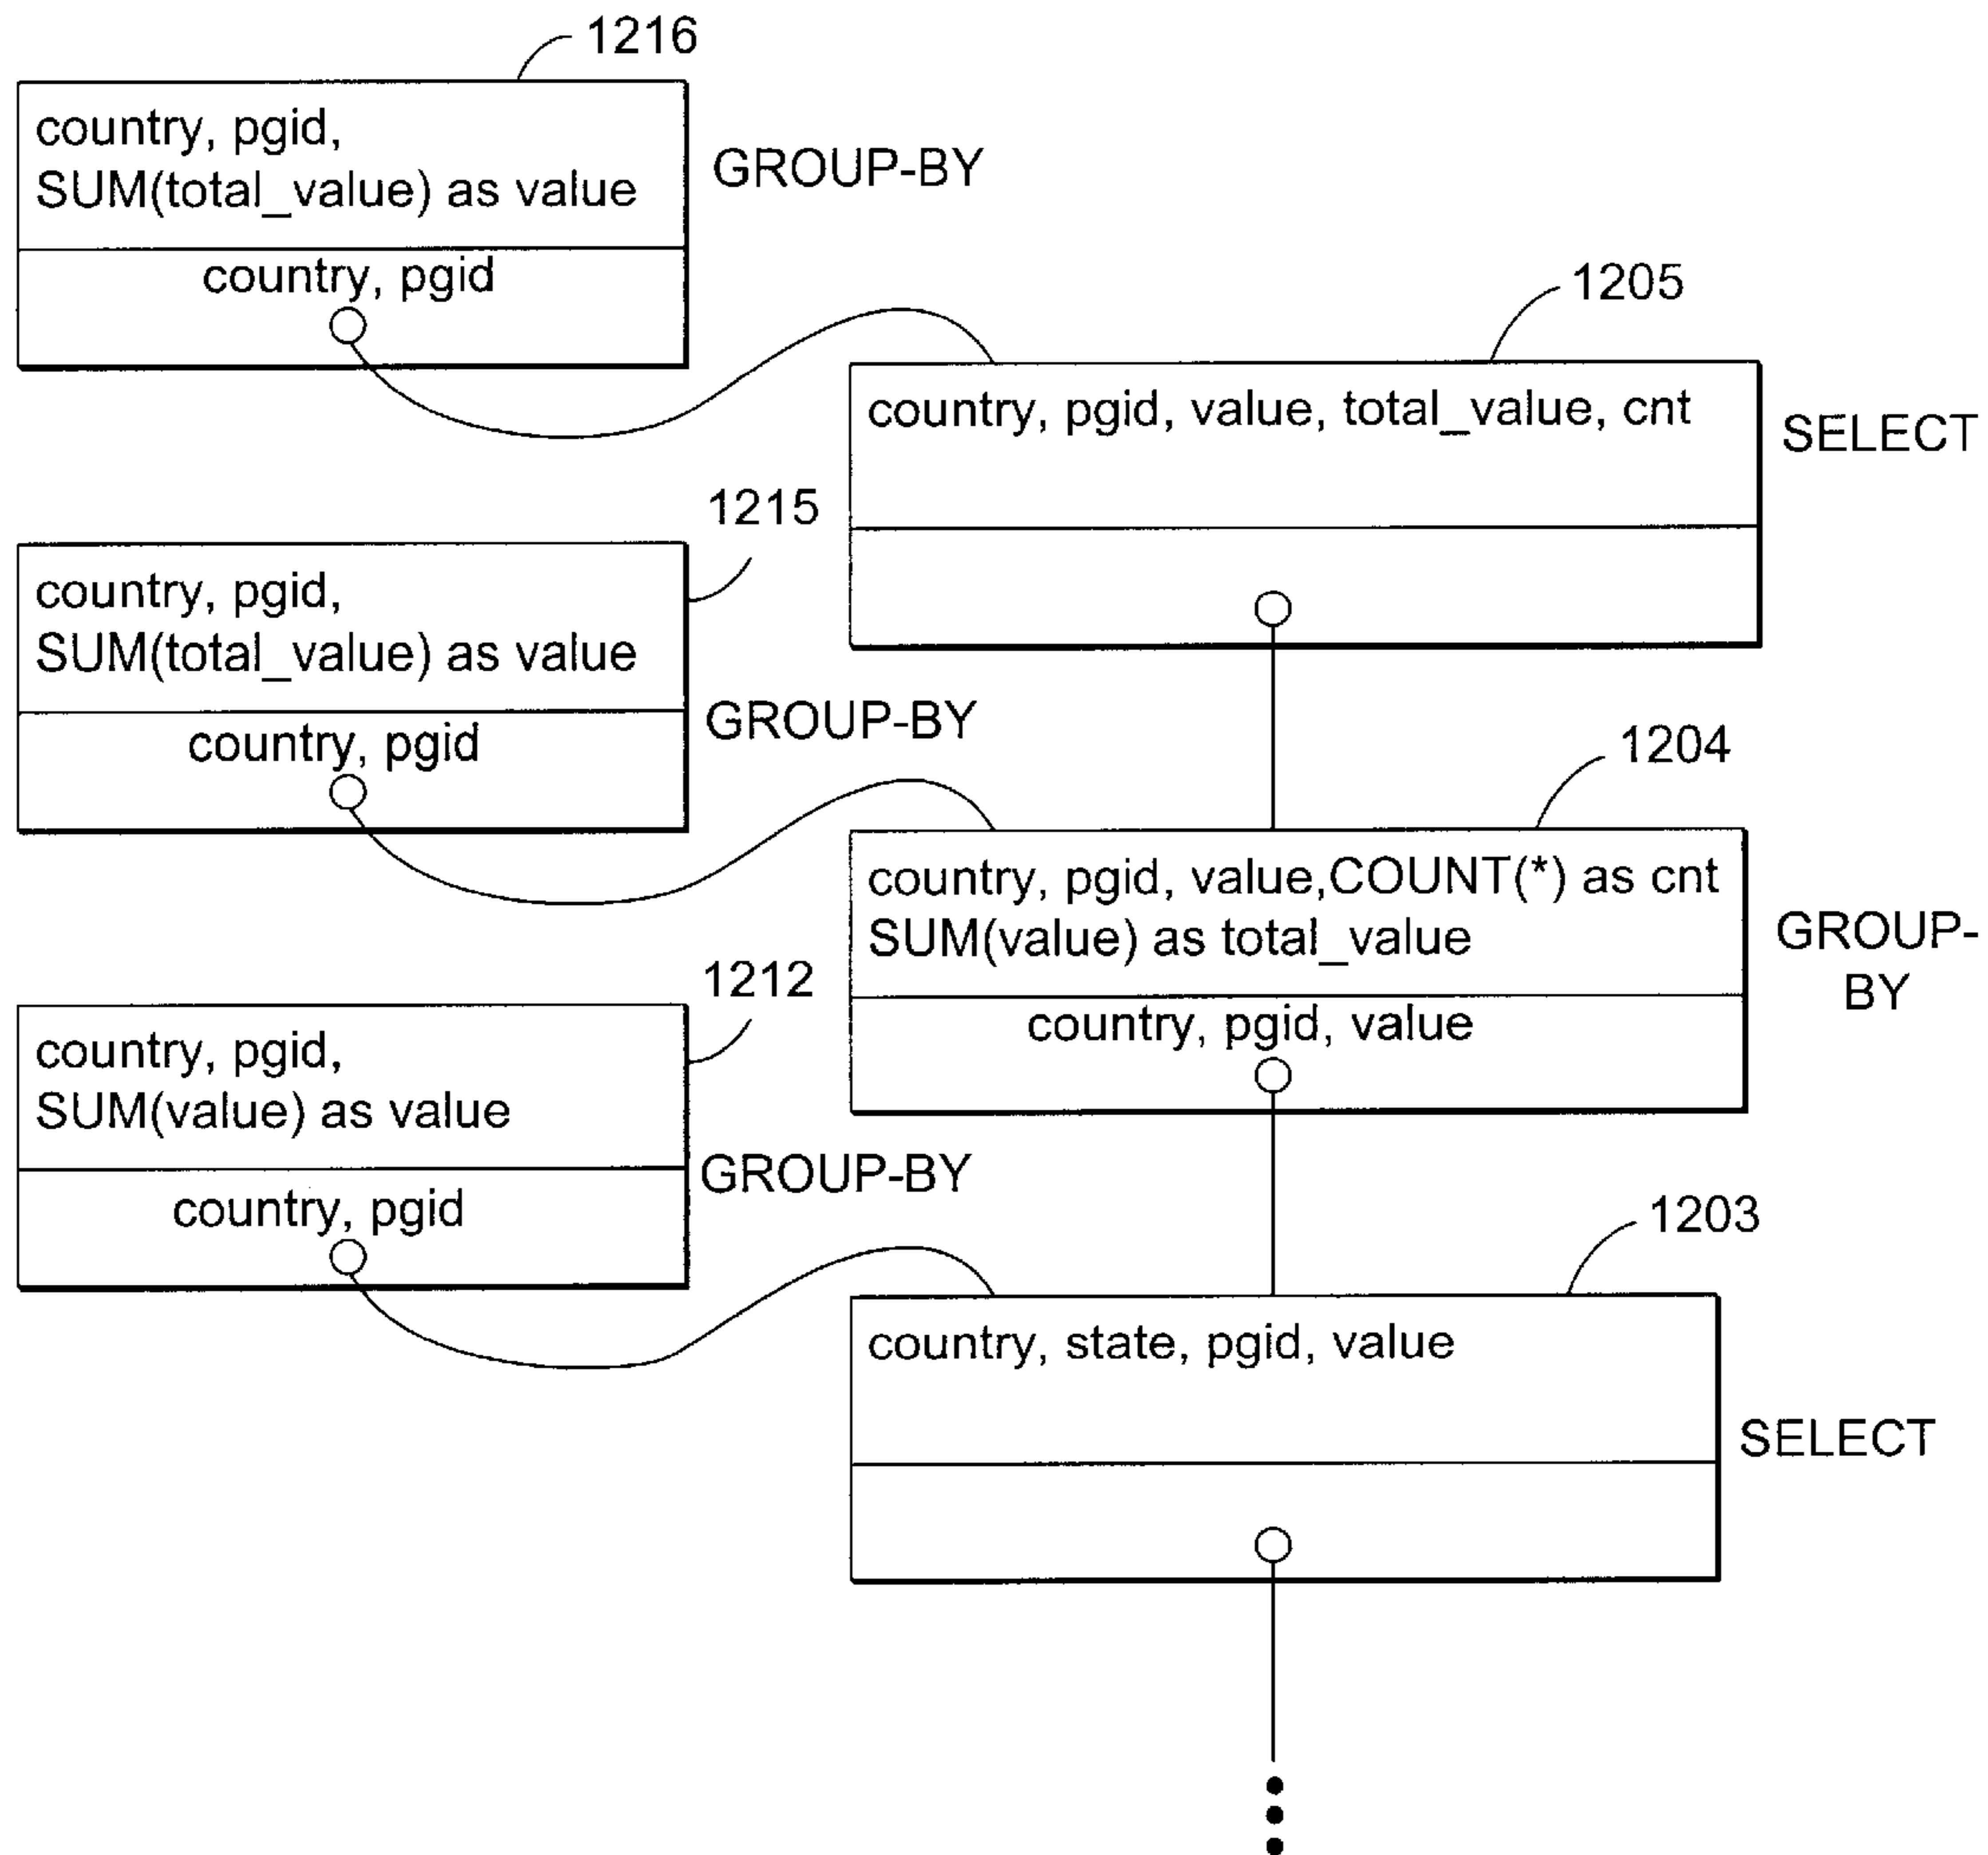 1216
country, pgid,
SUM(total_value) as value
GROUP-BY
country, pgid
1205
country, pgid, value, total_value, cnt
SELECT
1215
country, pgid,
SUM(total_value) as value
GROUP-BY
country, pgid
1204
country, pgid, value,COUNT(*) as cnt
SUM(value) as total_value
GROUP-
BY
country, pgid, value
1212
country, pgid,
SUM(value) as value
GROUP-BY
country, pgid
1203
country, state, pgid, value
SELECT